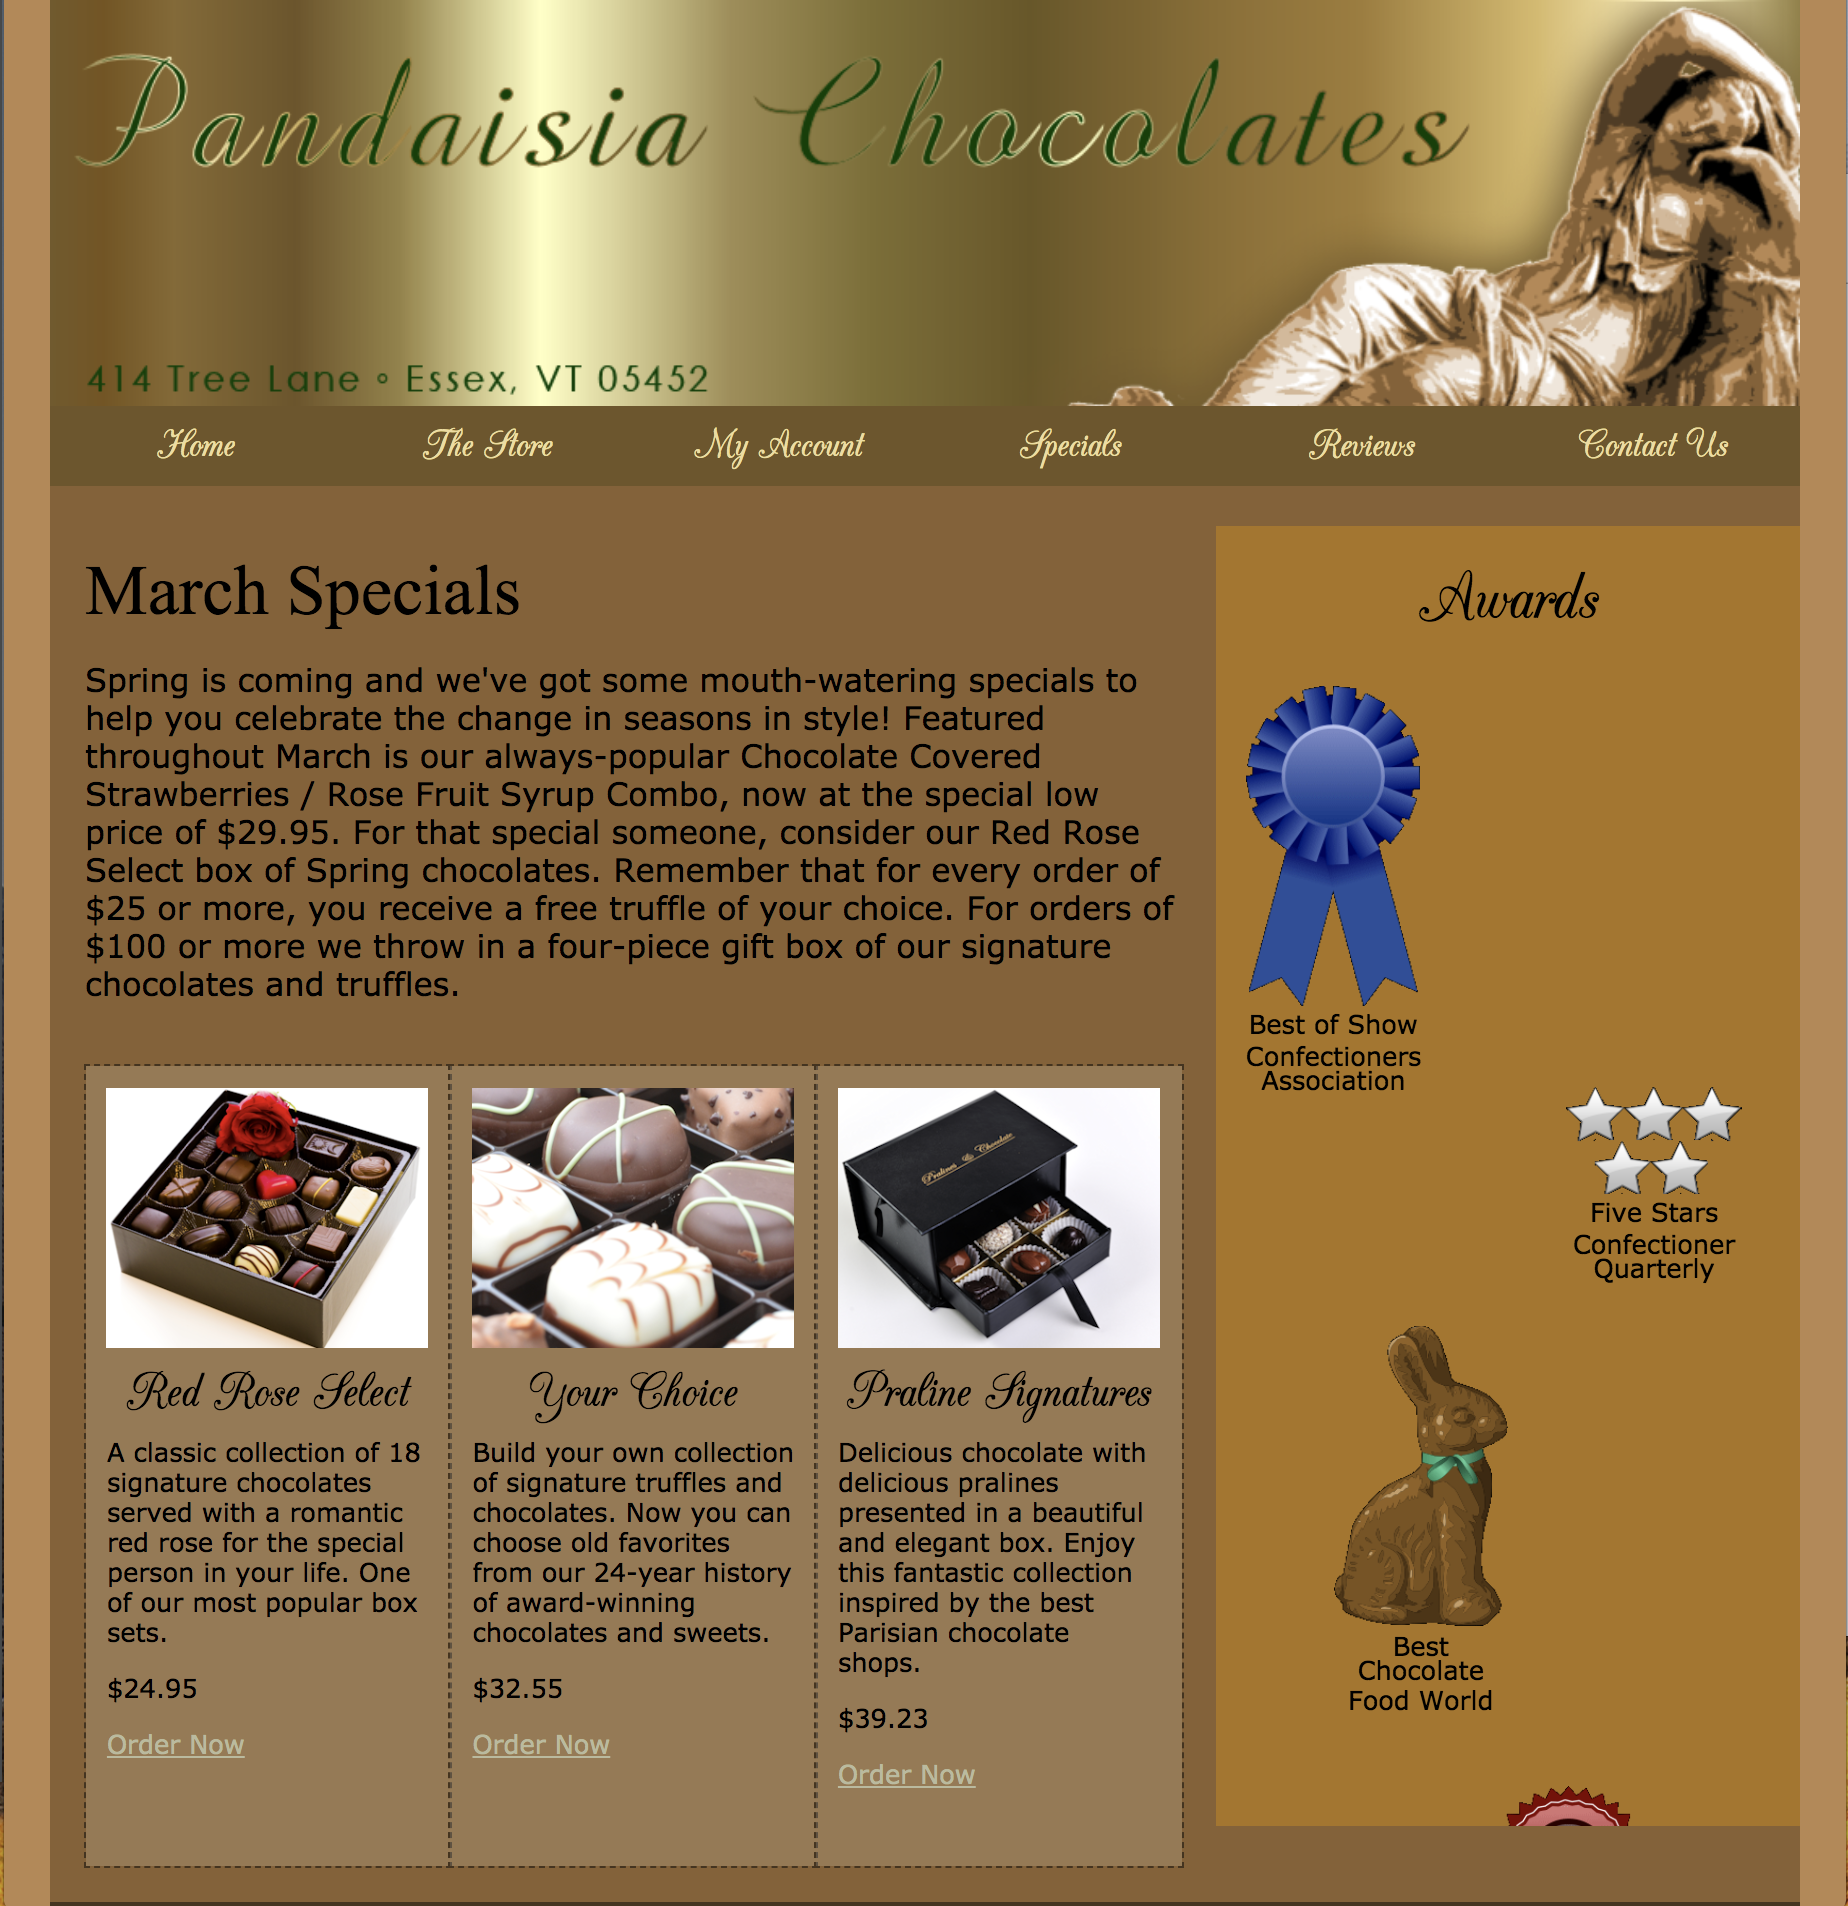 Pandaisia Chocolates
414 Tree Lane ◦ Essex, VT 05452
Home The Store My Account Specials Reviews Contact Us
March Specials
Spring is coming and we've got some mouth-watering specials to
help you celebrate the change in seasons in style! Featured
throughout March is our always-popular Chocolate Covered
Strawberries / Rose Fruit Syrup Combo, now at the special low
price of $29.95. For that special someone, consider our Red Rose
Select box of Spring chocolates. Remember that for every order of
$25 or more, you receive a free truffle of your choice. For orders of
$100 or more we throw in a four-piece gift box of our signature
chocolates and truffles.
Red Rose Select
A classic collection of 18
signature chocolates
served with a romantic
red rose for the special
person in your life. One
of our most popular box
sets.
$24.95
Order Now
Your Choice
Build your own collection
of signature truffles and
chocolates. Now you can
choose old favorites
from our 24-year history
of award-winning
chocolates and sweets.
$32.55
Order Now
Pralines & Chocolate
Praline Signatures
Delicious chocolate with
delicious pralines
presented in a beautiful
and elegant box. Enjoy
this fantastic collection
inspired by the best
Parisian chocolate
shops.
$39.23
Order Now
Awards
Best of Show
Confectioners
Association
Five Stars
Confectioner
Quarterly
Best
Chocolate
Food World